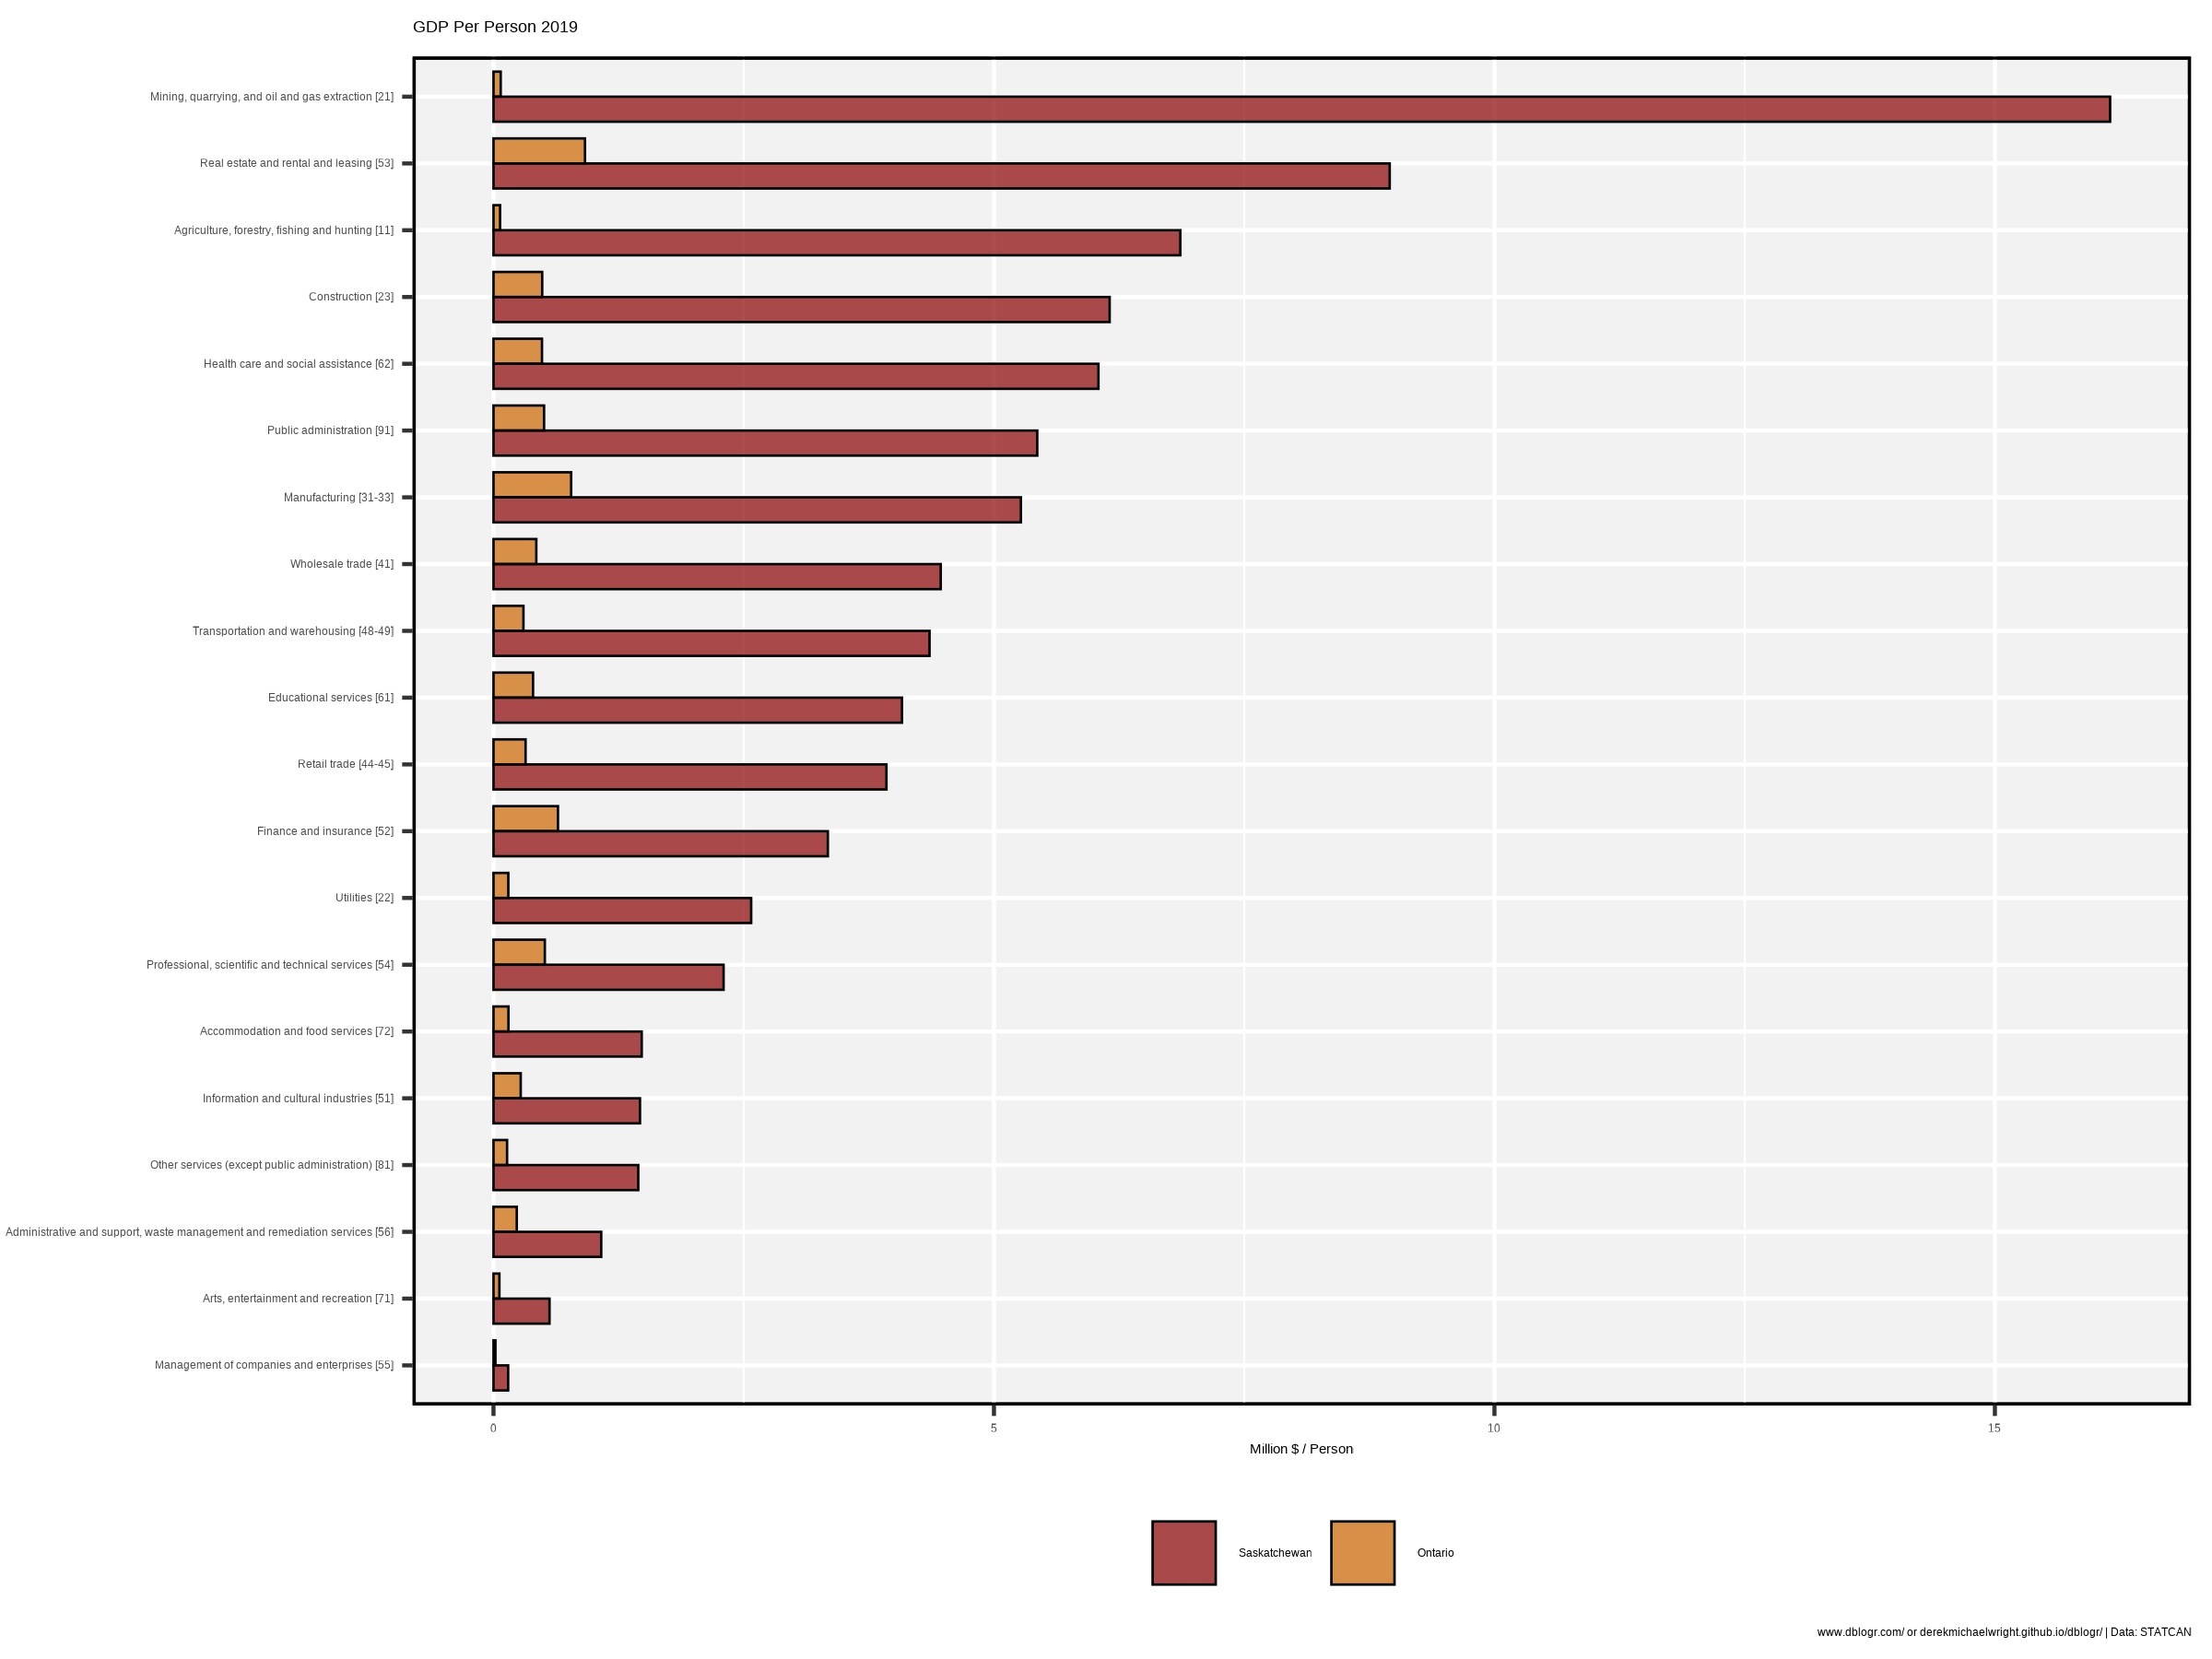 GDP Per Person 2019
Mining, quarrying, and oil and gas extraction [21]
Real estate and rental and leasing [53]
Agriculture, forestry, fishing and hunting [11]
Construction [23]
Health care and social assistance [62]
Public administration [91]
Manufacturing [31-33]
Wholesale trade [41]
Transportation and warehousing [48-49]
Educational services [61]
Retail trade [44-45]
Finance and insurance [52]
Utilities [22]
Professional, scientific and technical services [54]
Accommodation and food services [72]
Information and cultural industries [51]
Other services (except public administration) [81]
Administrative and support, waste management and remediation services [56]
Arts, entertainment and recreation [71]
Management of companies and enterprises [55]
0 5 10 15
Million $ / Person
Saskatchewan Ontario
www.dblogr.com/ or derekmichaelwright.github.io/dblogr/ | Data: STATCAN